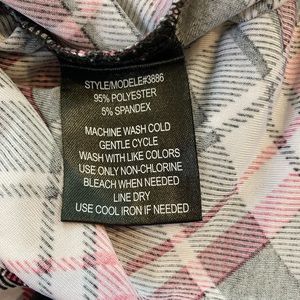 STYLE/MODELE#3886
95% POLYESTER
5% SPANDEX
MACHINE WASH COLD
GENTLE CYCLE
WASH WITH LIKE COLORS
USE ONLY NON-CHLORINE
BLEACH WHEN NEEDED
LINE DRY
USE COOL IRON IF NEEDED